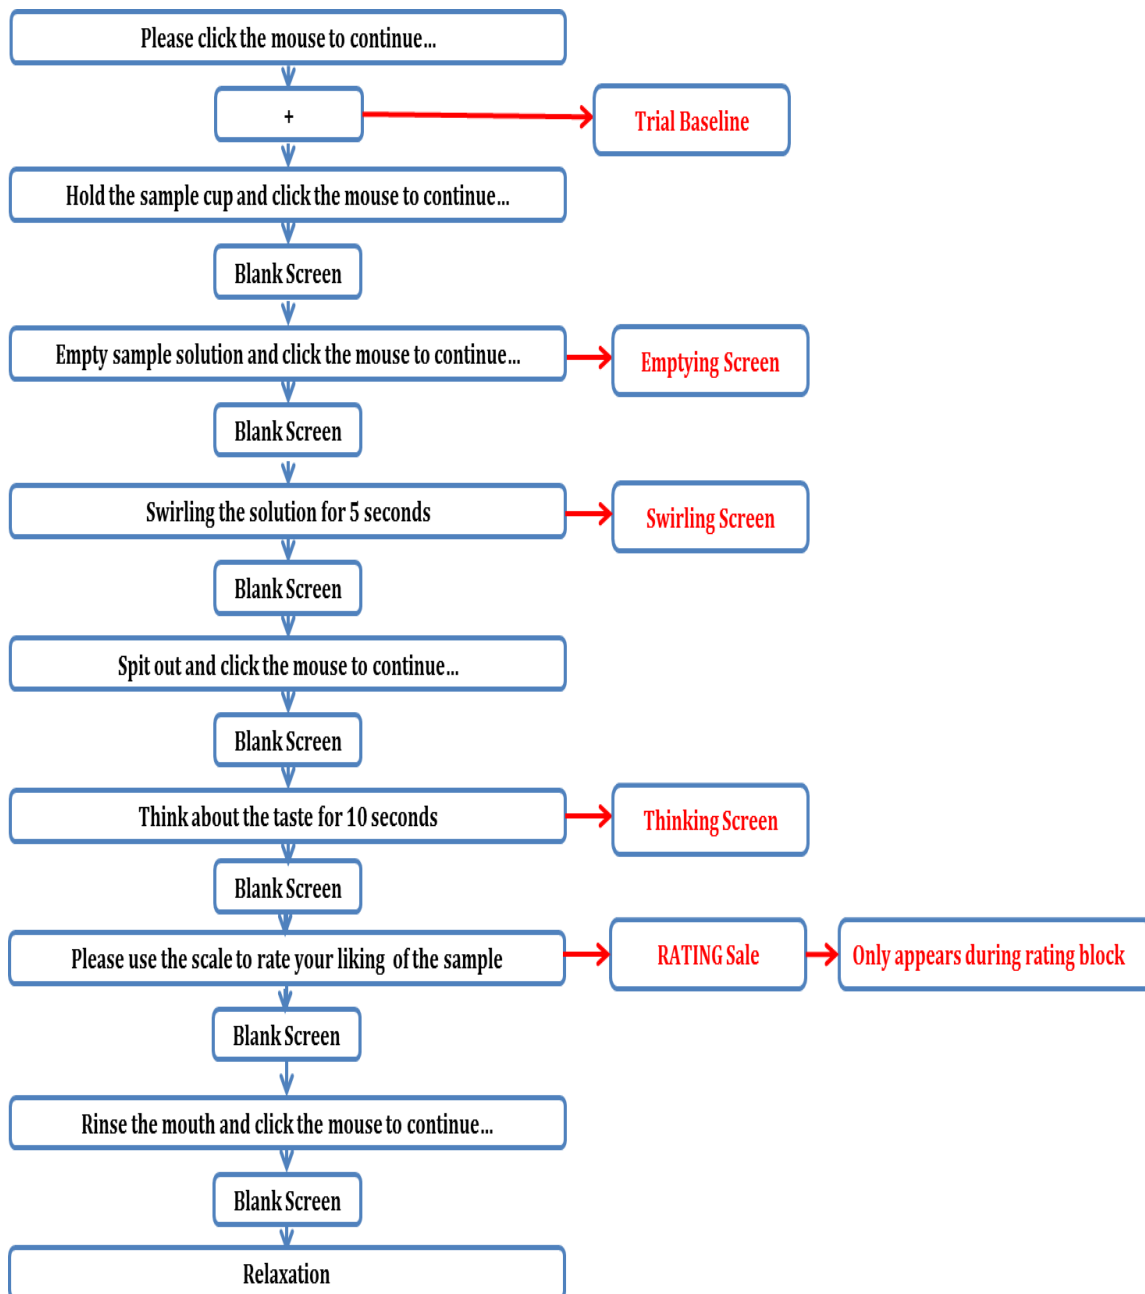 Please click the mouse to continue...
+
Trial Baseline
Hold the sample cup and click the mouse to continue...
Blank Screen
Empty sample solution and click the mouse to continue...
Emptying Screen
Blank Screen
Swirling the solution for 5 seconds
Swirling Screen
Blank Screen
Spit out and click the mouse to continue...
Blank Screen
Think about the taste for 10 seconds
Thinking Screen
Blank Screen
Please use the scale to rate your liking of the sample
RATING Sale
Only appears during rating block
Blank Screen
Rinse the mouth and click the mouse to continue...
Blank Screen
Relaxation